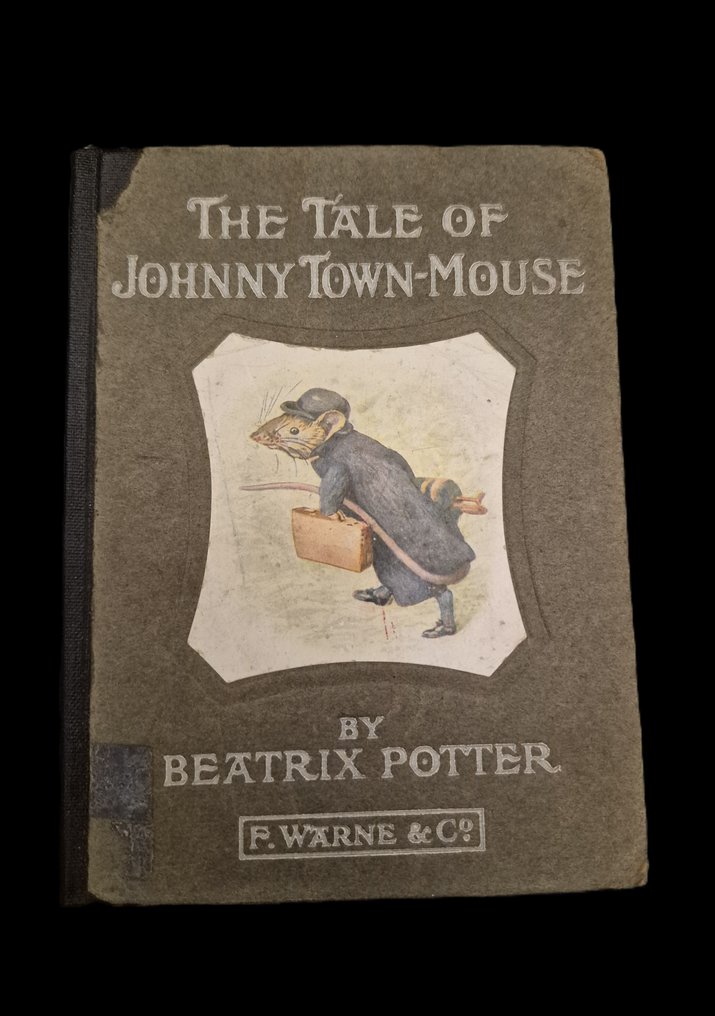 THE TALE OF
JOHNNY TOWN-MOUSE
BY
BEATRIX POTTER
F. WARNE & Cº.